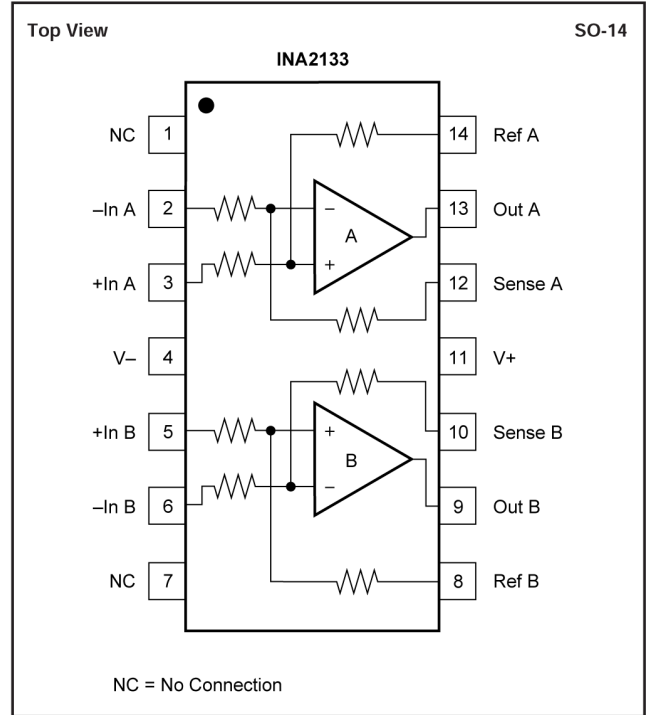 Top View SO-14
INA2133
NC 1 14 Ref A
–In A 2 – 13 Out A
A
+In A 3 + 12 Sense A
V– 4 11 V+
+In B 5 + 10 Sense B
B
–In B 6 – 9 Out B
NC 7 8 Ref B
NC = No Connection